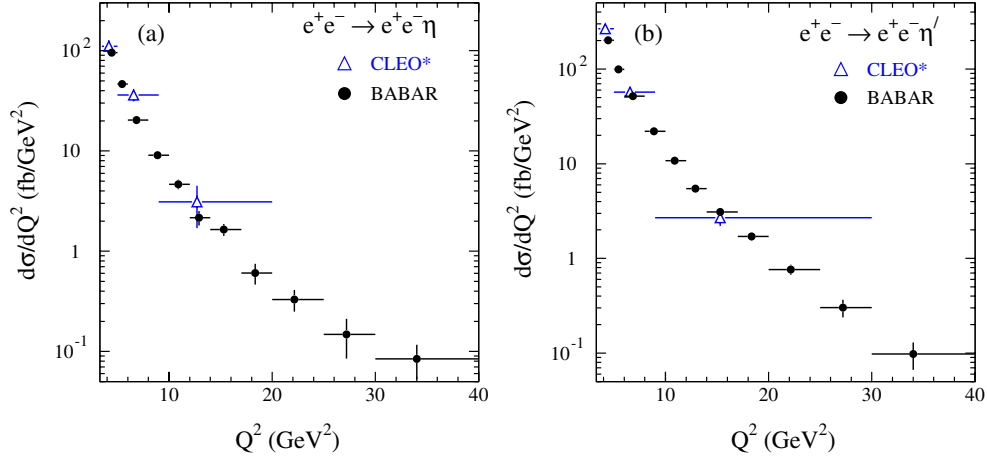 (a)
e⁺e⁻ → e⁺e⁻η
CLEO*
BABAR
10²
10
1
10⁻¹
dσ/dQ² (fb/GeV²)
10 20 30 40
Q² (GeV²)
(b)
e⁺e⁻ → e⁺e⁻η′
CLEO*
BABAR
10²
10
1
10⁻¹
dσ/dQ² (fb/GeV²)
10 20 30 40
Q² (GeV²)